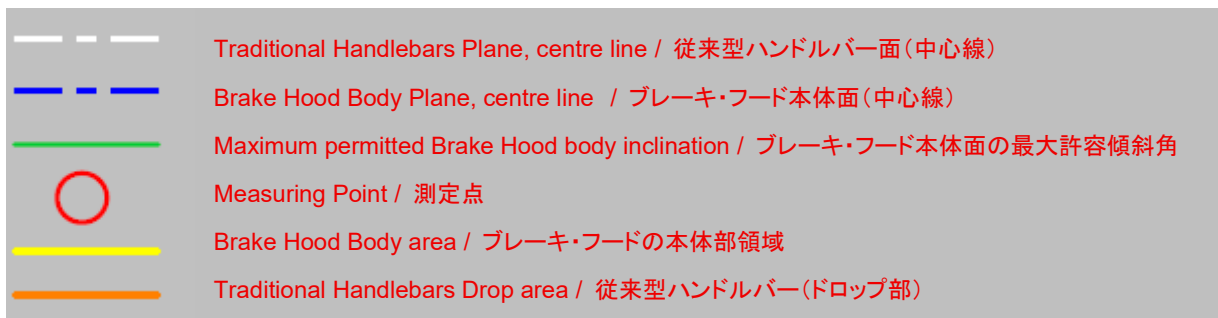 Traditional Handlebars Plane, centre line / 従来型ハンドルバー面(中心線)
Brake Hood Body Plane, centre line / ブレーキ・フード本体面(中心線)
Maximum permitted Brake Hood body inclination / ブレーキ・フード本体面の最大許容傾斜角
Measuring Point / 測定点
Brake Hood Body area / ブレーキ・フードの本体部領域
Traditional Handlebars Drop area / 従来型ハンドルバー(ドロップ部)